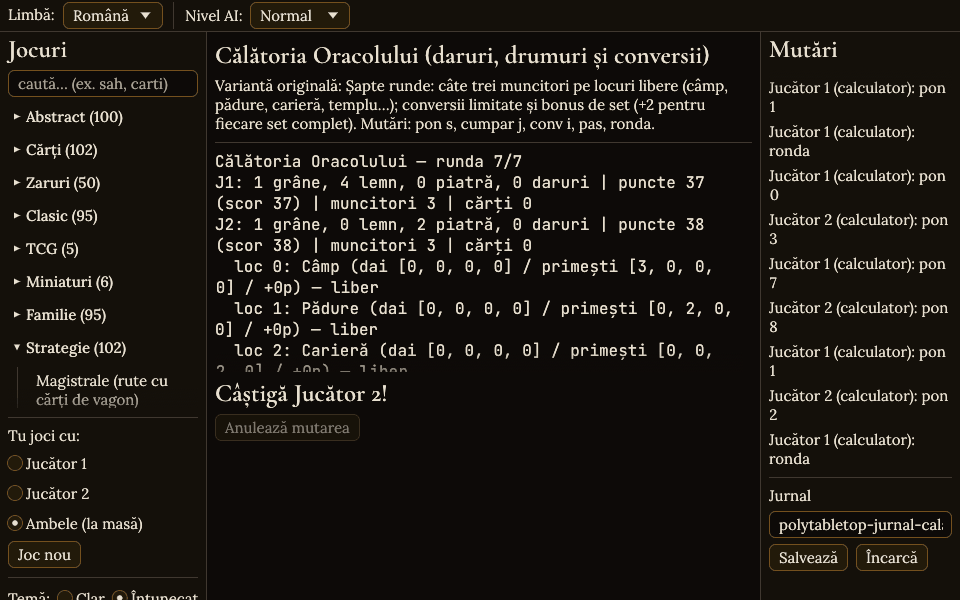 Limbă: Română ▼ Nivel AI: Normal ▼
Jocuri
caută... (ex. sah, carti)
▸ Abstract (100)
▸ Cărți (102)
▸ Zaruri (50)
▸ Clasic (95)
▸ TCG (5)
▸ Miniaturi (6)
▸ Familie (95)
▾ Strategie (102)
Magistrale (rute cu
cărți de vagon)
Tu joci cu:
Jucător 1
Jucător 2
Ambele (la masă)
Joc nou
Temă: Clar Întunecat
Călătoria Oracolului (daruri, drumuri și conversii)
Variantă originală: Șapte runde: câte trei muncitori pe locuri libere (câmp,
pădure, carieră, templu...); conversii limitate și bonus de set (+2 pentru
fiecare set complet). Mutări: pon s, cumpar j, conv i, pas, ronda.
Călătoria Oracolului — runda 7/7
J1: 1 grâne, 4 lemn, 0 piatră, 0 daruri | puncte 37
(scor 37) | muncitori 3 | cărți 0
J2: 1 grâne, 0 lemn, 2 piatră, 0 daruri | puncte 38
(scor 38) | muncitori 3 | cărți 0
loc 0: Câmp (dai [0, 0, 0, 0] / primești [3, 0, 0,
0] / +0p) — liber
loc 1: Pădure (dai [0, 0, 0, 0] / primești [0, 2, 0,
0] / +0p) — liber
loc 2: Carieră (dai [0, 0, 0, 0] / primești [0, 0,
2, 0] / +0p) — liber
Câștigă Jucător 2!
Anulează mutarea
Mutări
Jucător 1 (calculator): pon
1
Jucător 1 (calculator):
ronda
Jucător 1 (calculator): pon
0
Jucător 2 (calculator): pon
3
Jucător 1 (calculator): pon
7
Jucător 2 (calculator): pon
8
Jucător 1 (calculator): pon
1
Jucător 2 (calculator): pon
2
Jucător 1 (calculator):
ronda
Jurnal
polytabletop-jurnal-cal
Salvează Încarcă